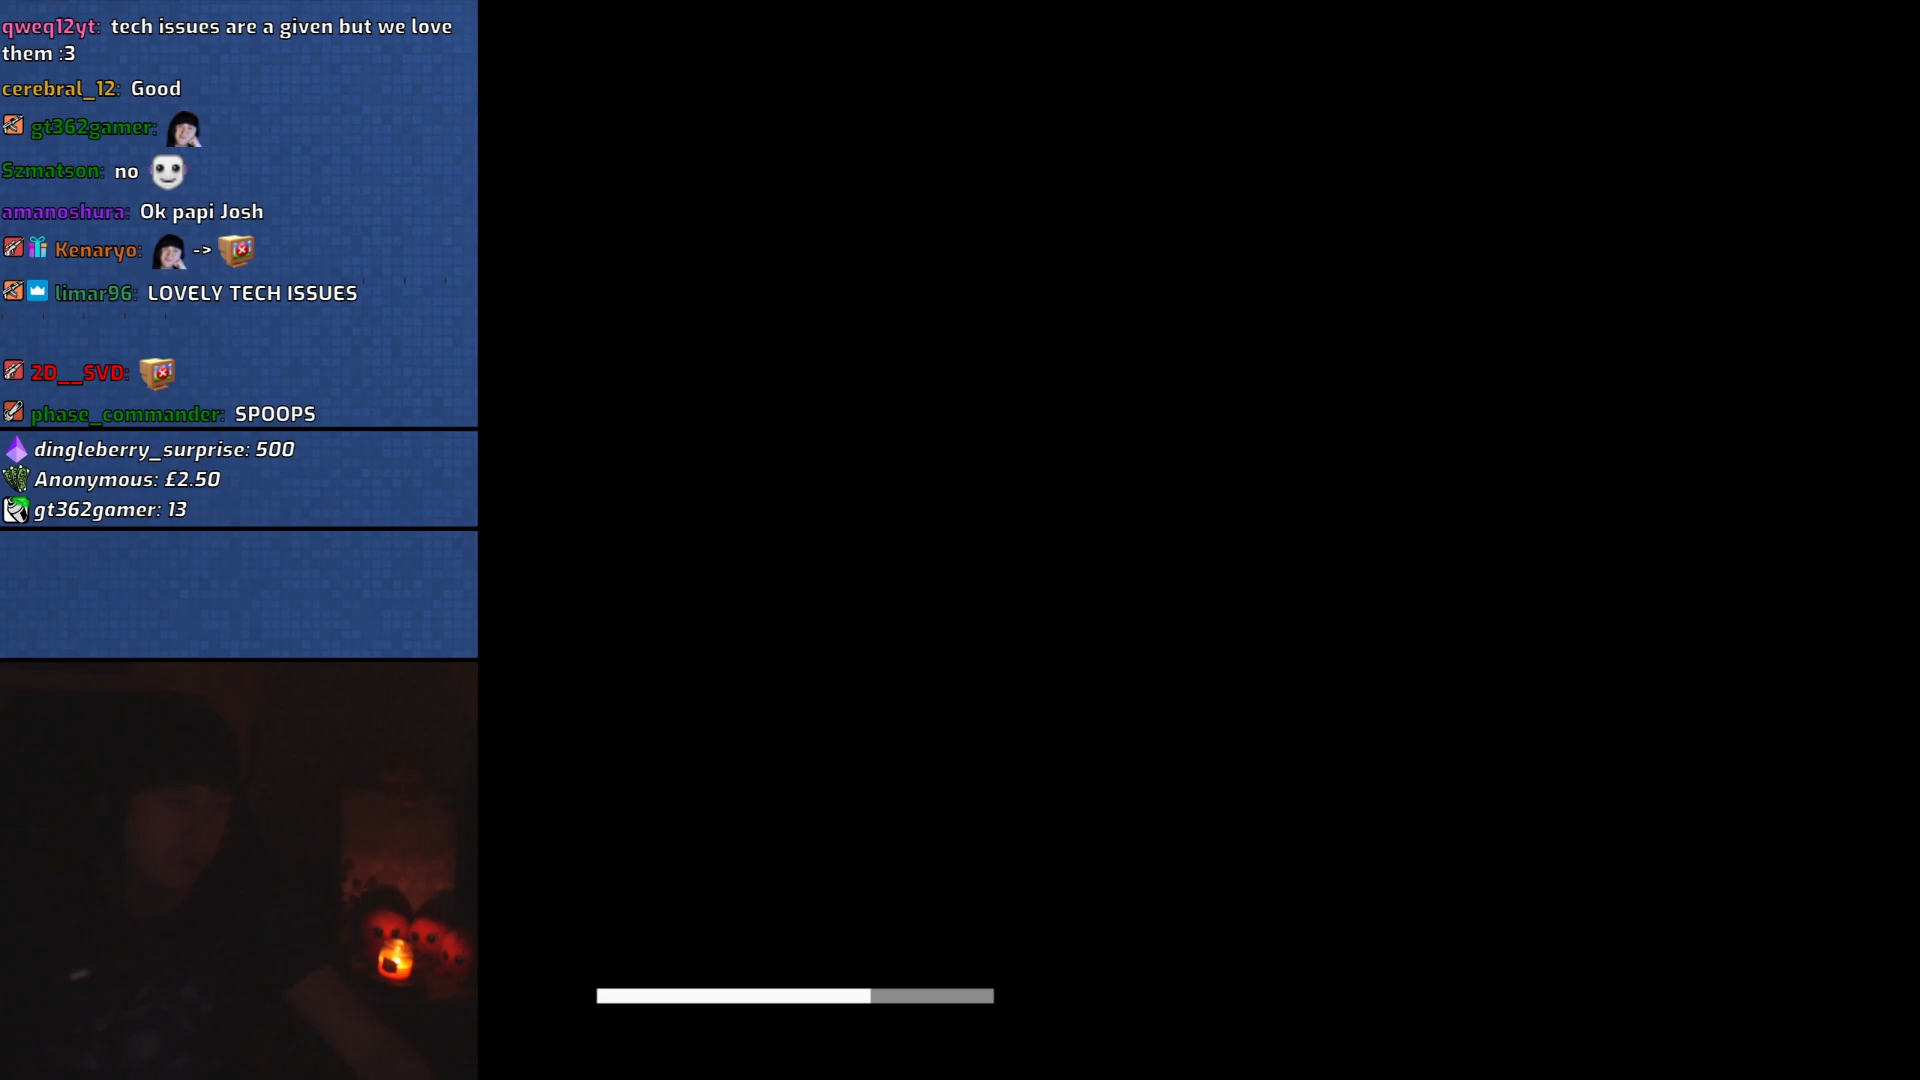 qweq12yt: tech issues are a given but we love
them :3
cerebral_12: Good
gt362gamer:
Szmatson: no
amanoshura: Ok papi Josh
Kenaryo: ->
limar96: LOVELY TECH ISSUES
2D__SVD:
phase_commander: SPOOPS
dingleberry_surprise: 500
Anonymous: £2.50
gt362gamer: 13